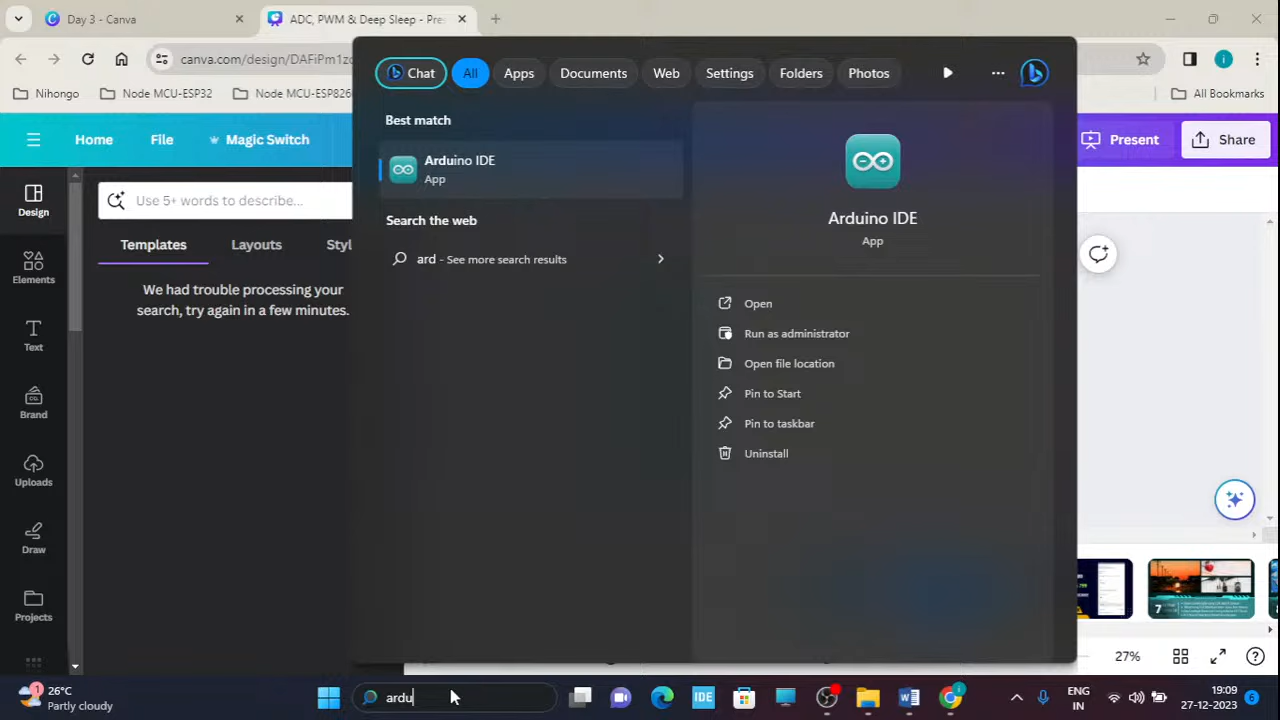 Day 3 - Canva
ADC, PWM & Deep Sleep - Pre
canva.com/design/DAFiPm1z
Nihongo
Node MCU-ESP32
Node MCU-ESP826
All Bookmarks
i
Home
File
Magic Switch
Present
Share
Design
Elements
Text
Brand
CO.
Uploads
Draw
Projects
Use 5+ words to describe...
Templates
Layouts
Styl
We had trouble processing your
search, try again in a few minutes.
Chat
All
Apps
Documents
Web
Settings
Folders
Photos
Best match
Arduino IDE
App
Search the web
ard - See more search results
Arduino IDE
App
Open
Run as administrator
Open file location
Pin to Start
Pin to taskbar
Uninstall
7
27%
1
26°C
Partly cloudy
ardu
IDE
i
ENG
IN
19:09
27-12-2023
6